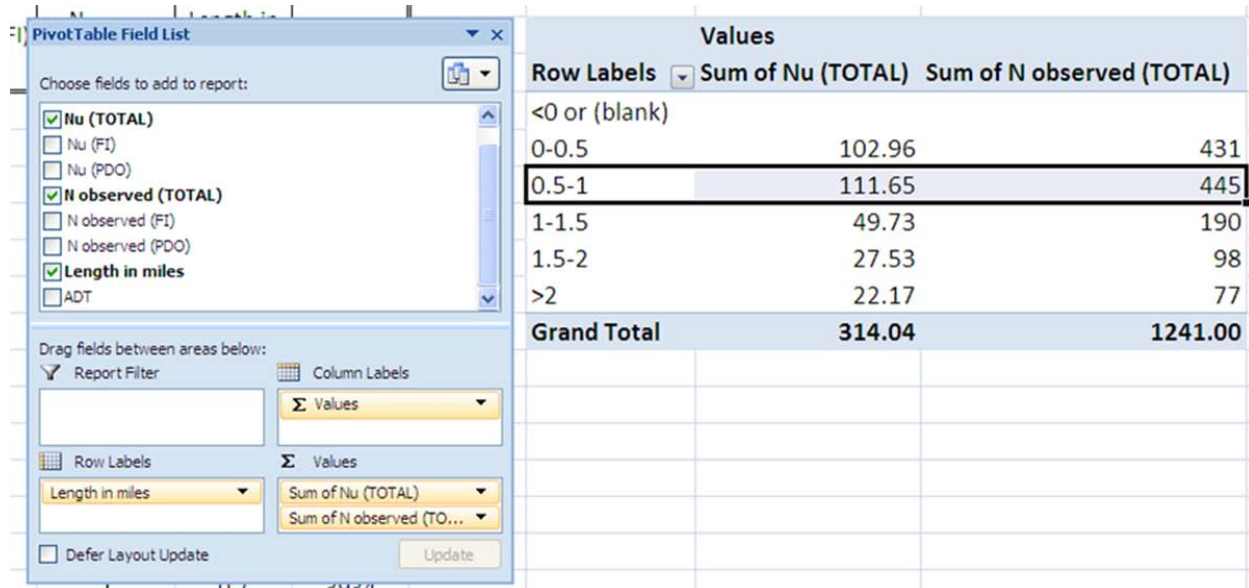 FI)
PivotTable Field List
Choose fields to add to report:
Nu (TOTAL)
Nu (FI)
Nu (PDO)
N observed (TOTAL)
N observed (FI)
N observed (PDO)
Length in miles
ADT
Drag fields between areas below:
Report Filter
Column Labels
Σ Values
Row Labels
Σ Values
Length in miles
Sum of Nu (TOTAL)
Sum of N observed (TO...
Defer Layout Update
Update
Values
Row Labels Sum of Nu (TOTAL) Sum of N observed (TOTAL)
<0 or (blank)
0-0.5 102.96 431
0.5-1 111.65 445
1-1.5 49.73 190
1.5-2 27.53 98
>2 22.17 77
Grand Total 314.04 1241.00